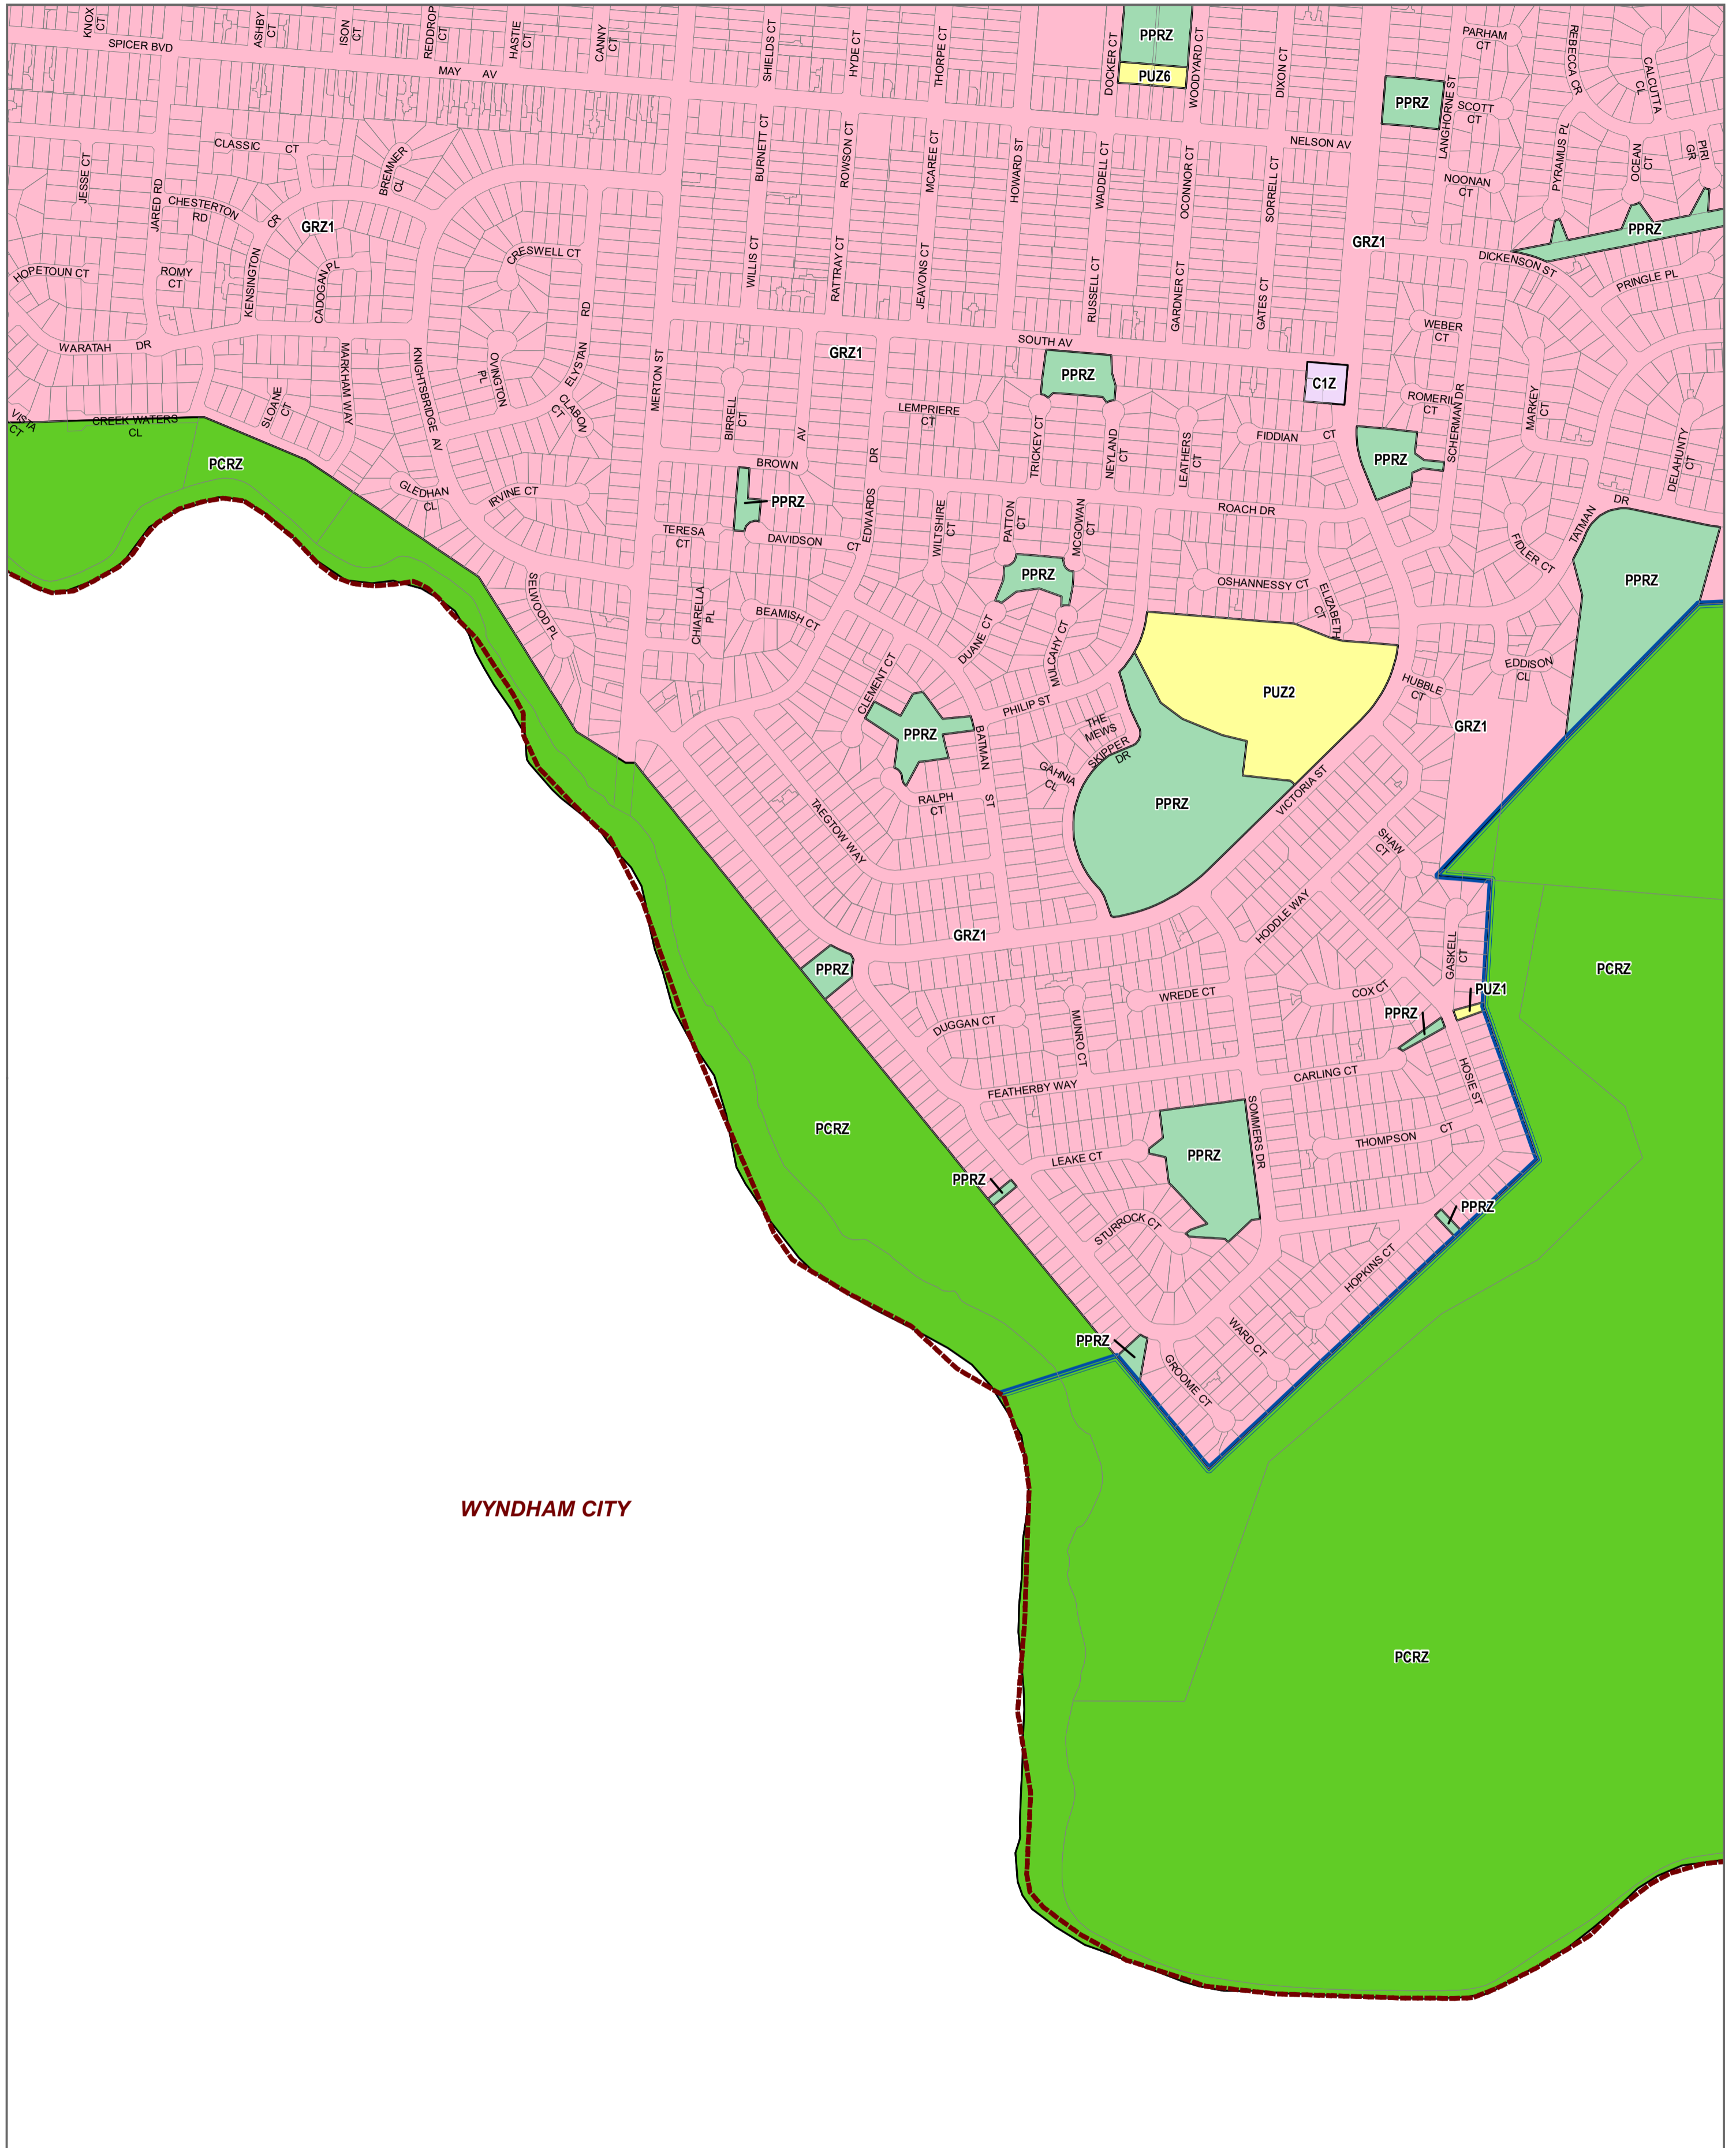 KNOX
CT
ASHBY
CT
ISON
CT
REDDROP
CT
HASTIE
CT
CANNY
CT
SHIELDS CT
HYDE CT
THORPE CT
DOCKER CT
PPRZ
PUZ6
WOODYARD CT
DIXON CT
PARHAM
CT
REBECCA CR
CALCUTTA
CL
SPICER BVD
MAY AV
PPRZ
LANGHORNE ST
SCOTT
CT
NELSON AV
CLASSIC CT
BREMNER
CL
JESSE CT
JARED RD
CHESTERTON
RD
CR
GRZ1
BURNETT CT
ROWSON CT
MCAREE CT
HOWARD ST
WADDELL CT
OCONNOR CT
SORRELL CT
NOONAN
CT
PYRAMUS PL
OCEAN
CT
PIRI
GR
PPRZ
GRZ1
DICKENSON ST
PRINGLE PL
HOPETOUN CT
ROMY
CT
KENSINGTON
CADOGAN PL
CRESWELL CT
WILLIS CT
RATTRAY CT
JEAVONS CT
RUSSELL CT
GARDNER CT
GATES CT
WEBER
CT
WARATAH DR
MARKHAM WAY
KNIGHTSBRIDGE AV
OVINGTON
PL
ELYSTAN
RD
MERTON ST
GRZ1
SOUTH AV
PPRZ
C1Z
ROMERIL
CT
SCHERMAN DR
MARKEY
CT
DELAHUNTY
CT
SLOANE
CT
CLABON
CT
BIRRELL
CT
AV
LEMPRIERE
CT
TRICKEY CT
NEYLAND
CT
LEATHERS
CT
FIDDIAN CT
PPRZ
VISTA
CT
CREEK WATERS
CL
PCRZ
GLEDHAN
CL
IRVINE CT
BROWN
DR
PPRZ
EDWARDS
TERESA
CT
DAVIDSON CT
WILTSHIRE
CT
PATTON
CT
MCGOWAN
CT
ROACH DR
TATMAN
DR
FIDLER CT
PPRZ
PPRZ
OSHANNESSY CT
ELIZABETH
CT
SELWOOD PL
CHIARELLA
PL
BEAMISH CT
DUANE CT
MULCAHY CT
CLEMENT CT
PHILIP ST
PUZ2
HUBBLE
CT
EDDISON
CL
GRZ1
PPRZ
BATMAN
ST
THE
MEWS
SKIPPER
DR
GAHNIA
CL
RALPH
CT
TAEGTOW WAY
PPRZ
VICTORIA ST
SHAW
CT
HODDLE WAY
GRZ1
PPRZ
GASKELL
CT
PCRZ
WREDE CT
COX CT
PUZ1
PPRZ
DUGGAN CT
MUNRO CT
FEATHERBY WAY
CARLING CT
HOSIE ST
PCRZ
SOMMERS DR
THOMPSON CT
LEAKE CT
PPRZ
PPRZ
PPRZ
STURROCK CT
HOPKINS CT
PPRZ
WARD CT
GROOME CT
WYNDHAM CITY
PCRZ